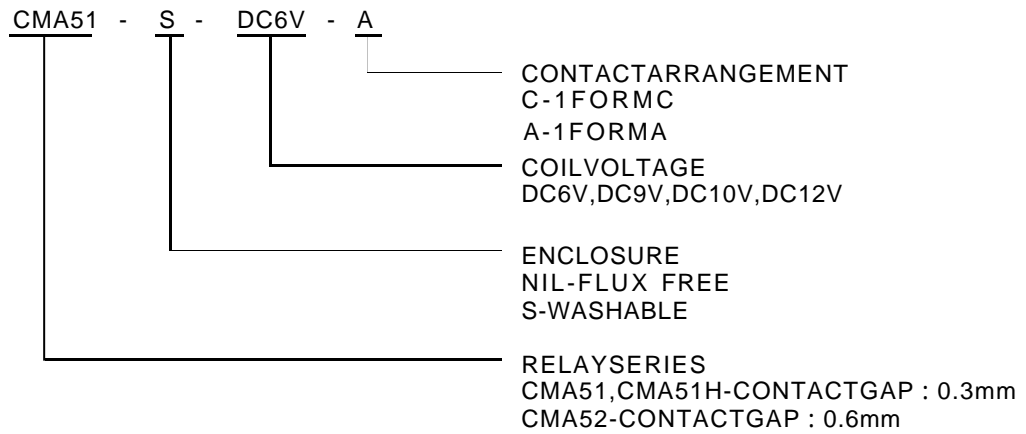 CMA51 - S - DC6V - A
CONTACTARRANGEMENT
C-1FORMC
A-1FORMA
COILVOLTAGE
DC6V,DC9V,DC10V,DC12V
ENCLOSURE
NIL-FLUX FREE
S-WASHABLE
RELAYSERIES
CMA51,CMA51H-CONTACTGAP : 0.3mm
CMA52-CONTACTGAP : 0.6mm